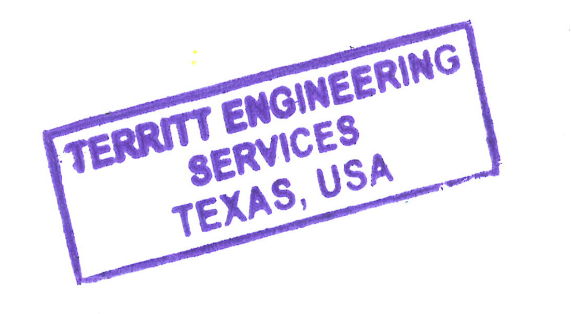 TERRITT ENGINEERING
SERVICES
TEXAS, USA